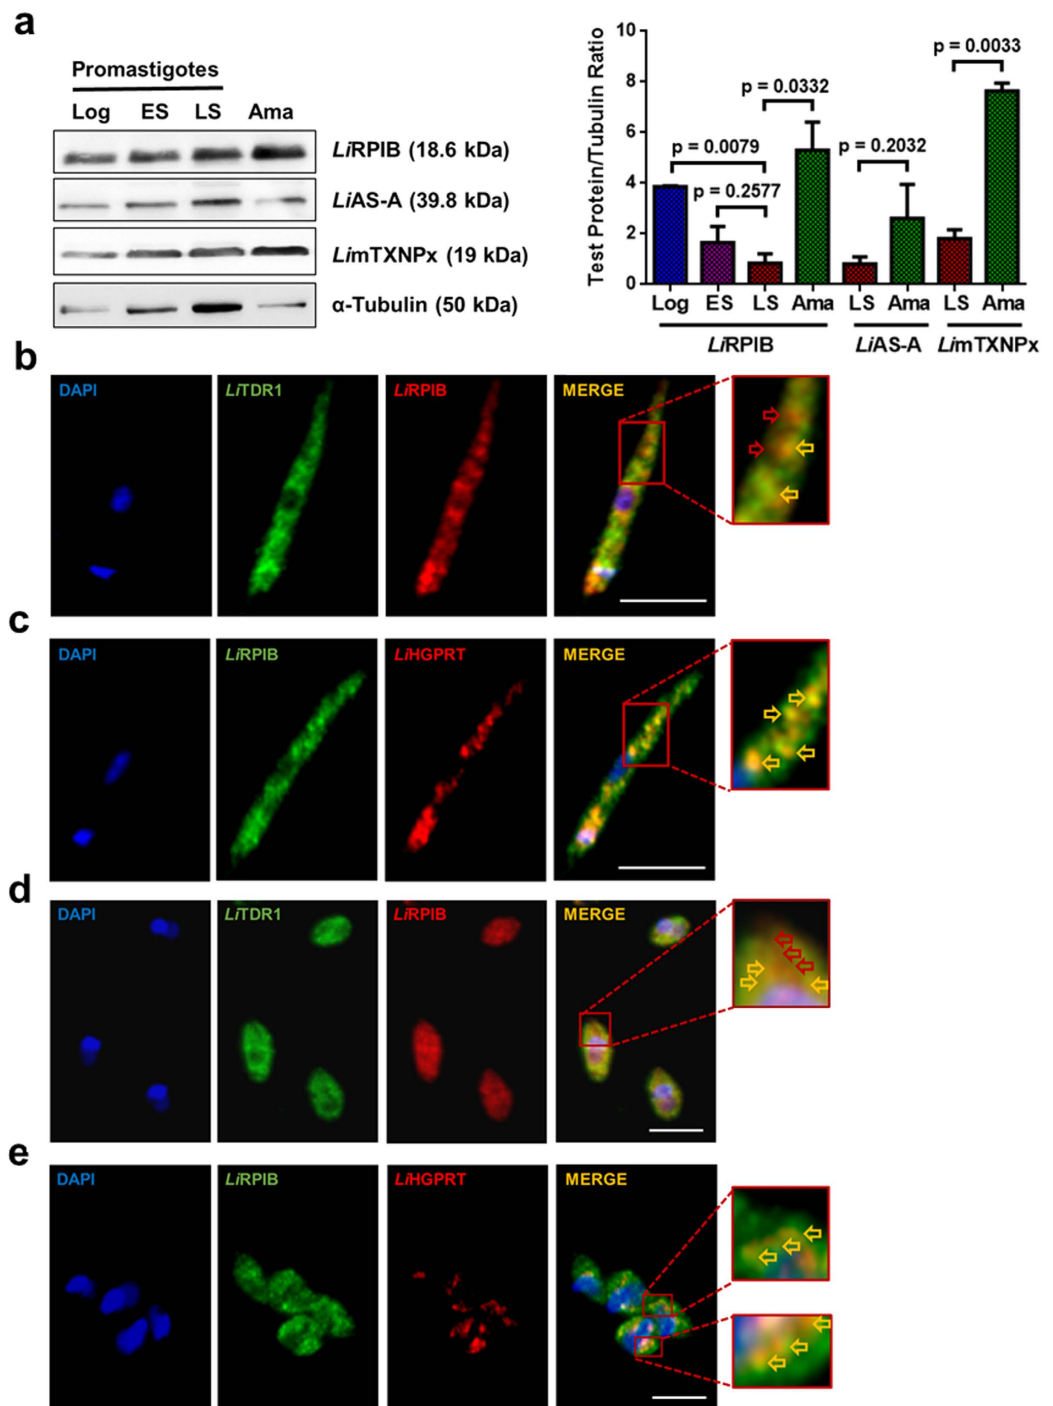 a
Promastigotes
Log ES LS Ama
LiRPIB (18.6 kDa)
LiAS-A (39.8 kDa)
LimTXNPx (19 kDa)
α-Tubulin (50 kDa)
Test Protein/Tubulin Ratio
10
8
6
4
2
0
p = 0.0033
p = 0.0332
p = 0.0079
p = 0.2032
p = 0.2577
Log ES LS Ama LS Ama LS Ama
LiRPIB LiAS-A LimTXNPx
b
DAPI LiTDR1 LiRPIB MERGE
c
DAPI LiRPIB LiHGPRT MERGE
d
DAPI LiTDR1 LiRPIB MERGE
e
DAPI LiRPIB LiHGPRT MERGE